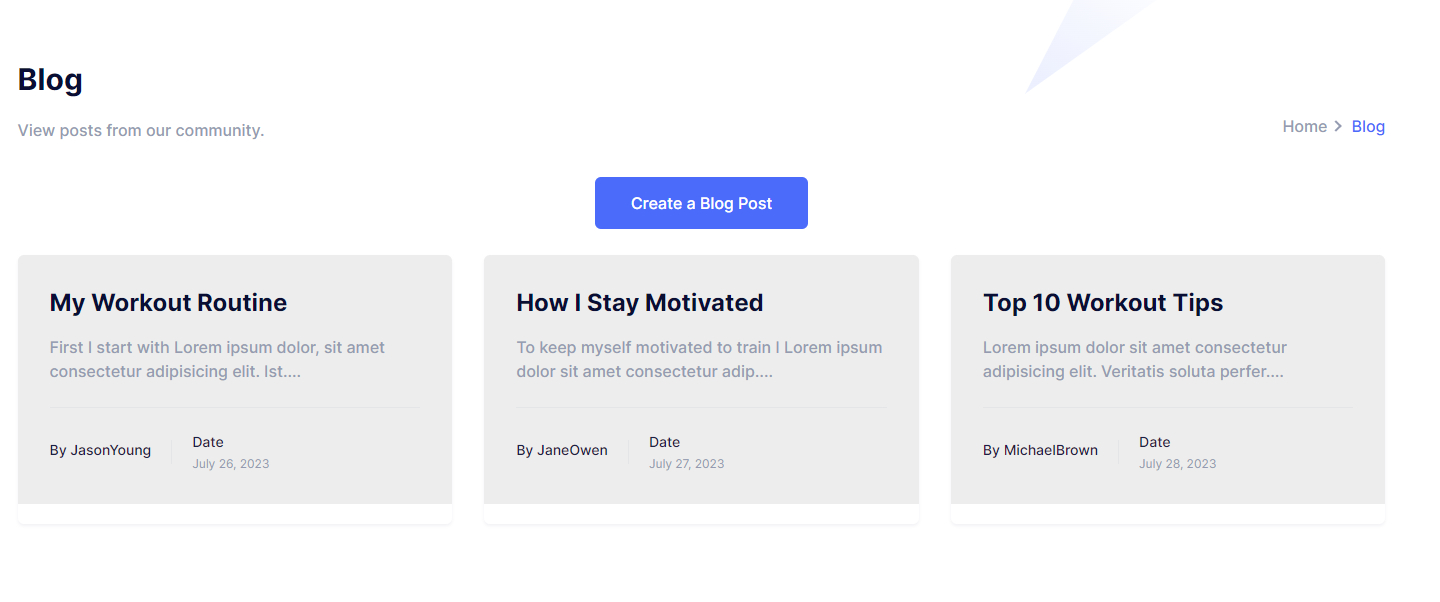 Blog
View posts from our community.
Home > Blog
Create a Blog Post
My Workout Routine
First I start with Lorem ipsum dolor, sit amet
consectetur adipisicing elit. Ist....
By JasonYoung
Date
July 26, 2023
How I Stay Motivated
To keep myself motivated to train I Lorem ipsum
dolor sit amet consectetur adip....
By JaneOwen
Date
July 27, 2023
Top 10 Workout Tips
Lorem ipsum dolor sit amet consectetur
adipisicing elit. Veritatis soluta perfer....
By MichaelBrown
Date
July 28, 2023